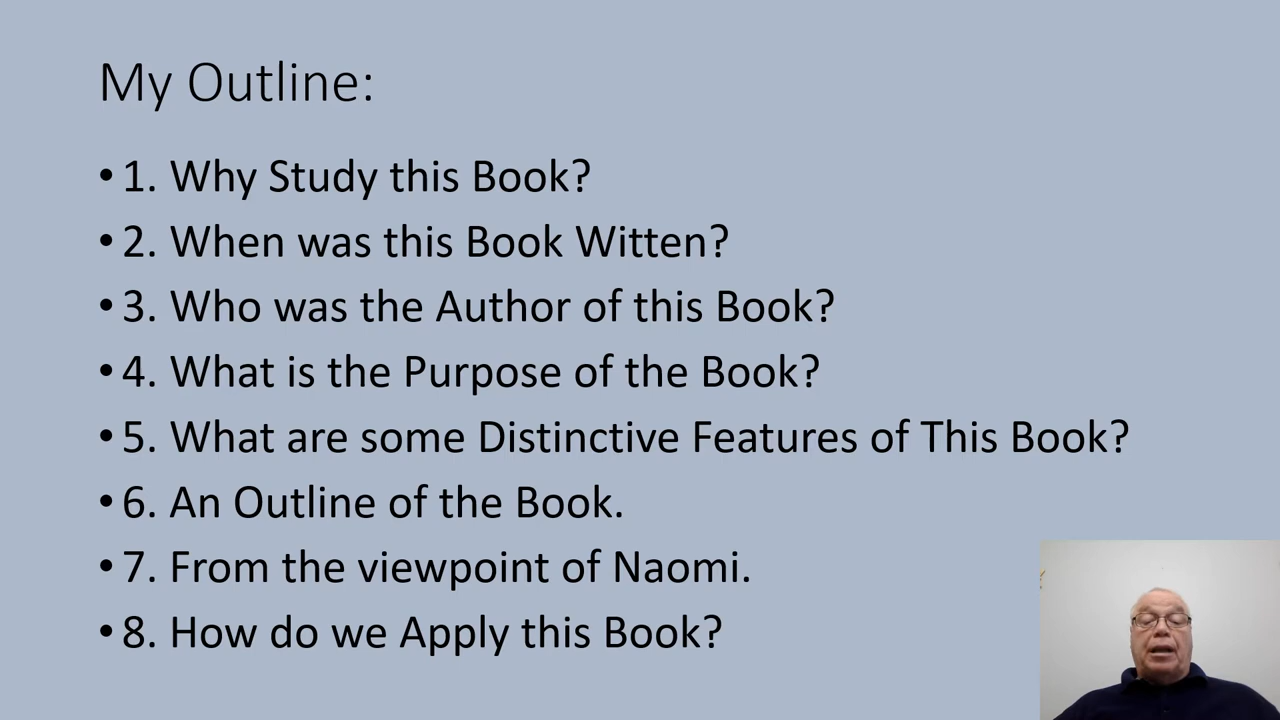 My Outline:
• 1. Why Study this Book?
• 2. When was this Book Witten?
• 3. Who was the Author of this Book?
• 4. What is the Purpose of the Book?
• 5. What are some Distinctive Features of This Book?
• 6. An Outline of the Book.
• 7. From the viewpoint of Naomi.
• 8. How do we Apply this Book?